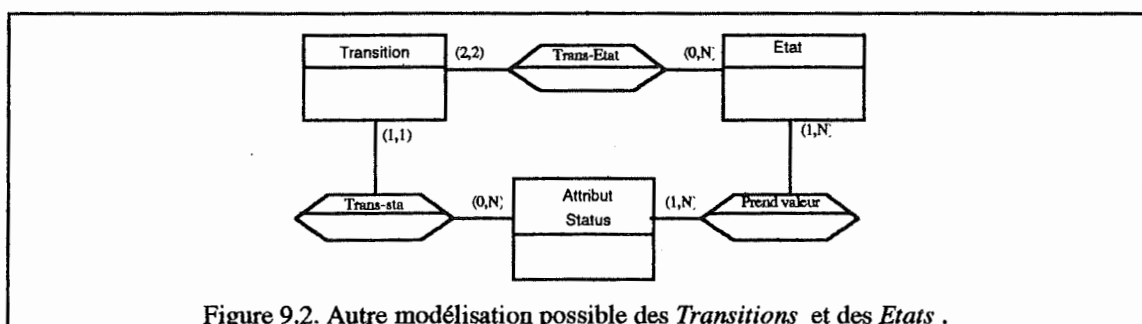 Transition (2,2) Trans-Etat (0,N) Etat
(1,1) (1,N)
Trans-sta (0,N) Attribut (1,N) Prend valeur
Status
Figure 9.2. Autre modélisation possible des Transitions et des Etats .